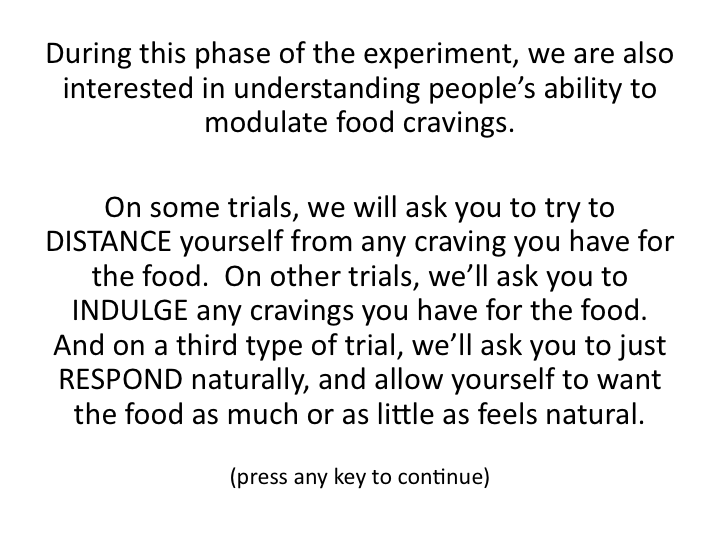 During this phase of the experiment, we are also
interested in understanding people’s ability to
modulate food cravings.
On some trials, we will ask you to try to
DISTANCE yourself from any craving you have for
the food.  On other trials, we’ll ask you to
INDULGE any cravings you have for the food.
And on a third type of trial, we’ll ask you to just
RESPOND naturally, and allow yourself to want
the food as much or as little as feels natural.
(press any key to continue)